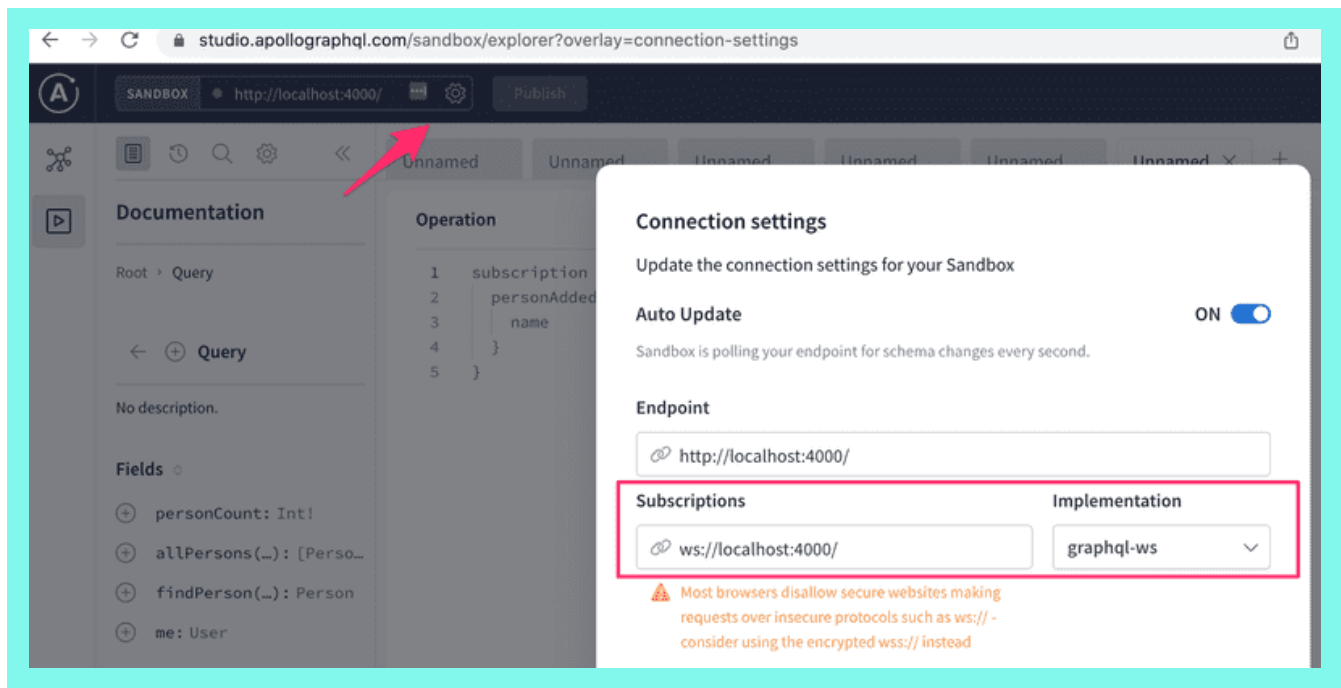 studio.apollographql.com/sandbox/explorer?overlay=connection-settings
A SANDBOX http://localhost:4000/ Publish
Unnamed Unnamed Unnamed Unnamed Unnamed Unnamed
Documentation
Root › Query
Query
No description.
Fields
personCount: Int!
allPersons(…): [Perso…
findPerson(…): Person
me: User
Operation
1 subscription
2 personAdded
3 name
4 }
5 }
Connection settings
Update the connection settings for your Sandbox
Auto Update ON
Sandbox is polling your endpoint for schema changes every second.
Endpoint
http://localhost:4000/
Subscriptions Implementation
ws://localhost:4000/ graphql-ws
Most browsers disallow secure websites making
requests over insecure protocols such as ws:// -
consider using the encrypted wss:// instead